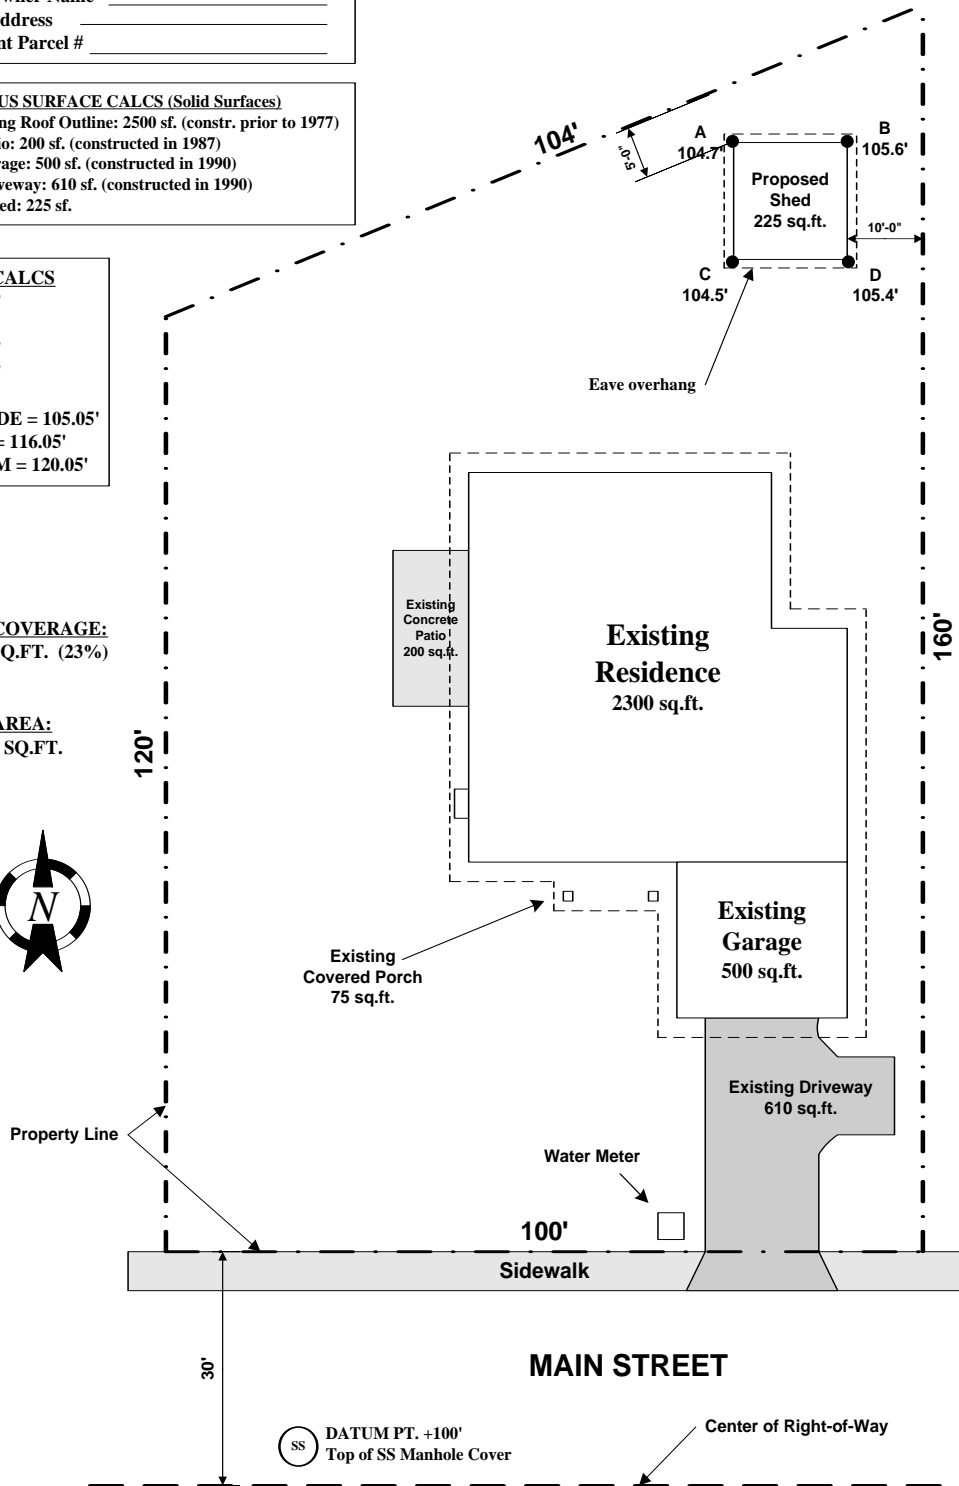 wner Name
ddress
nt Parcel #
US SURFACE CALCS (Solid Surfaces)
ng Roof Outline: 2500 sf. (constr. prior to 1977)
io: 200 sf. (constructed in 1987)
rage: 500 sf. (constructed in 1990)
veway: 610 sf. (constructed in 1990)
ed: 225 sf.
CALCS
DE = 105.05'
= 116.05'
M = 120.05'
COVERAGE:
Q.FT. (23%)
AREA:
SQ.FT.
N
104'
5'-0"
A
104.7'
B
105.6'
Proposed
Shed
225 sq.ft.
10'-0"
C
104.5'
D
105.4'
Eave overhang
Existing
Concrete
Patio
200 sq.ft.
Existing
Residence
2300 sq.ft.
160'
120'
Existing
Garage
500 sq.ft.
Existing
Covered Porch
75 sq.ft.
Existing Driveway
610 sq.ft.
Property Line
Water Meter
100'
Sidewalk
30'
MAIN STREET
SS
DATUM PT. +100'
Top of SS Manhole Cover
Center of Right-of-Way